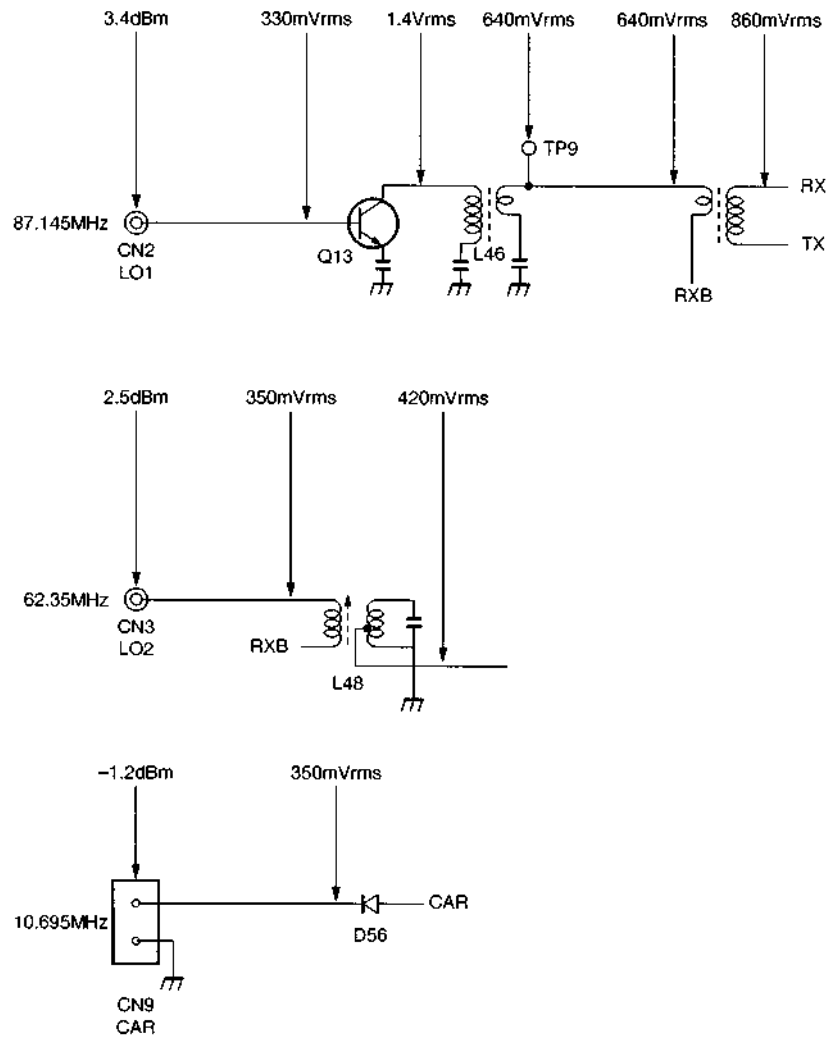 3.4dBm 330mVrms 1.4Vrms 640mVrms 640mVrms 860mVrms
TP9
RX
87.145MHz
CN2
LO1
Q13
L46
TX
RXB
2.5dBm 350mVrms 420mVrms
62.35MHz
CN3
LO2
RXB
L48
−1.2dBm 350mVrms
CAR
10.695MHz
D56
CN9
CAR